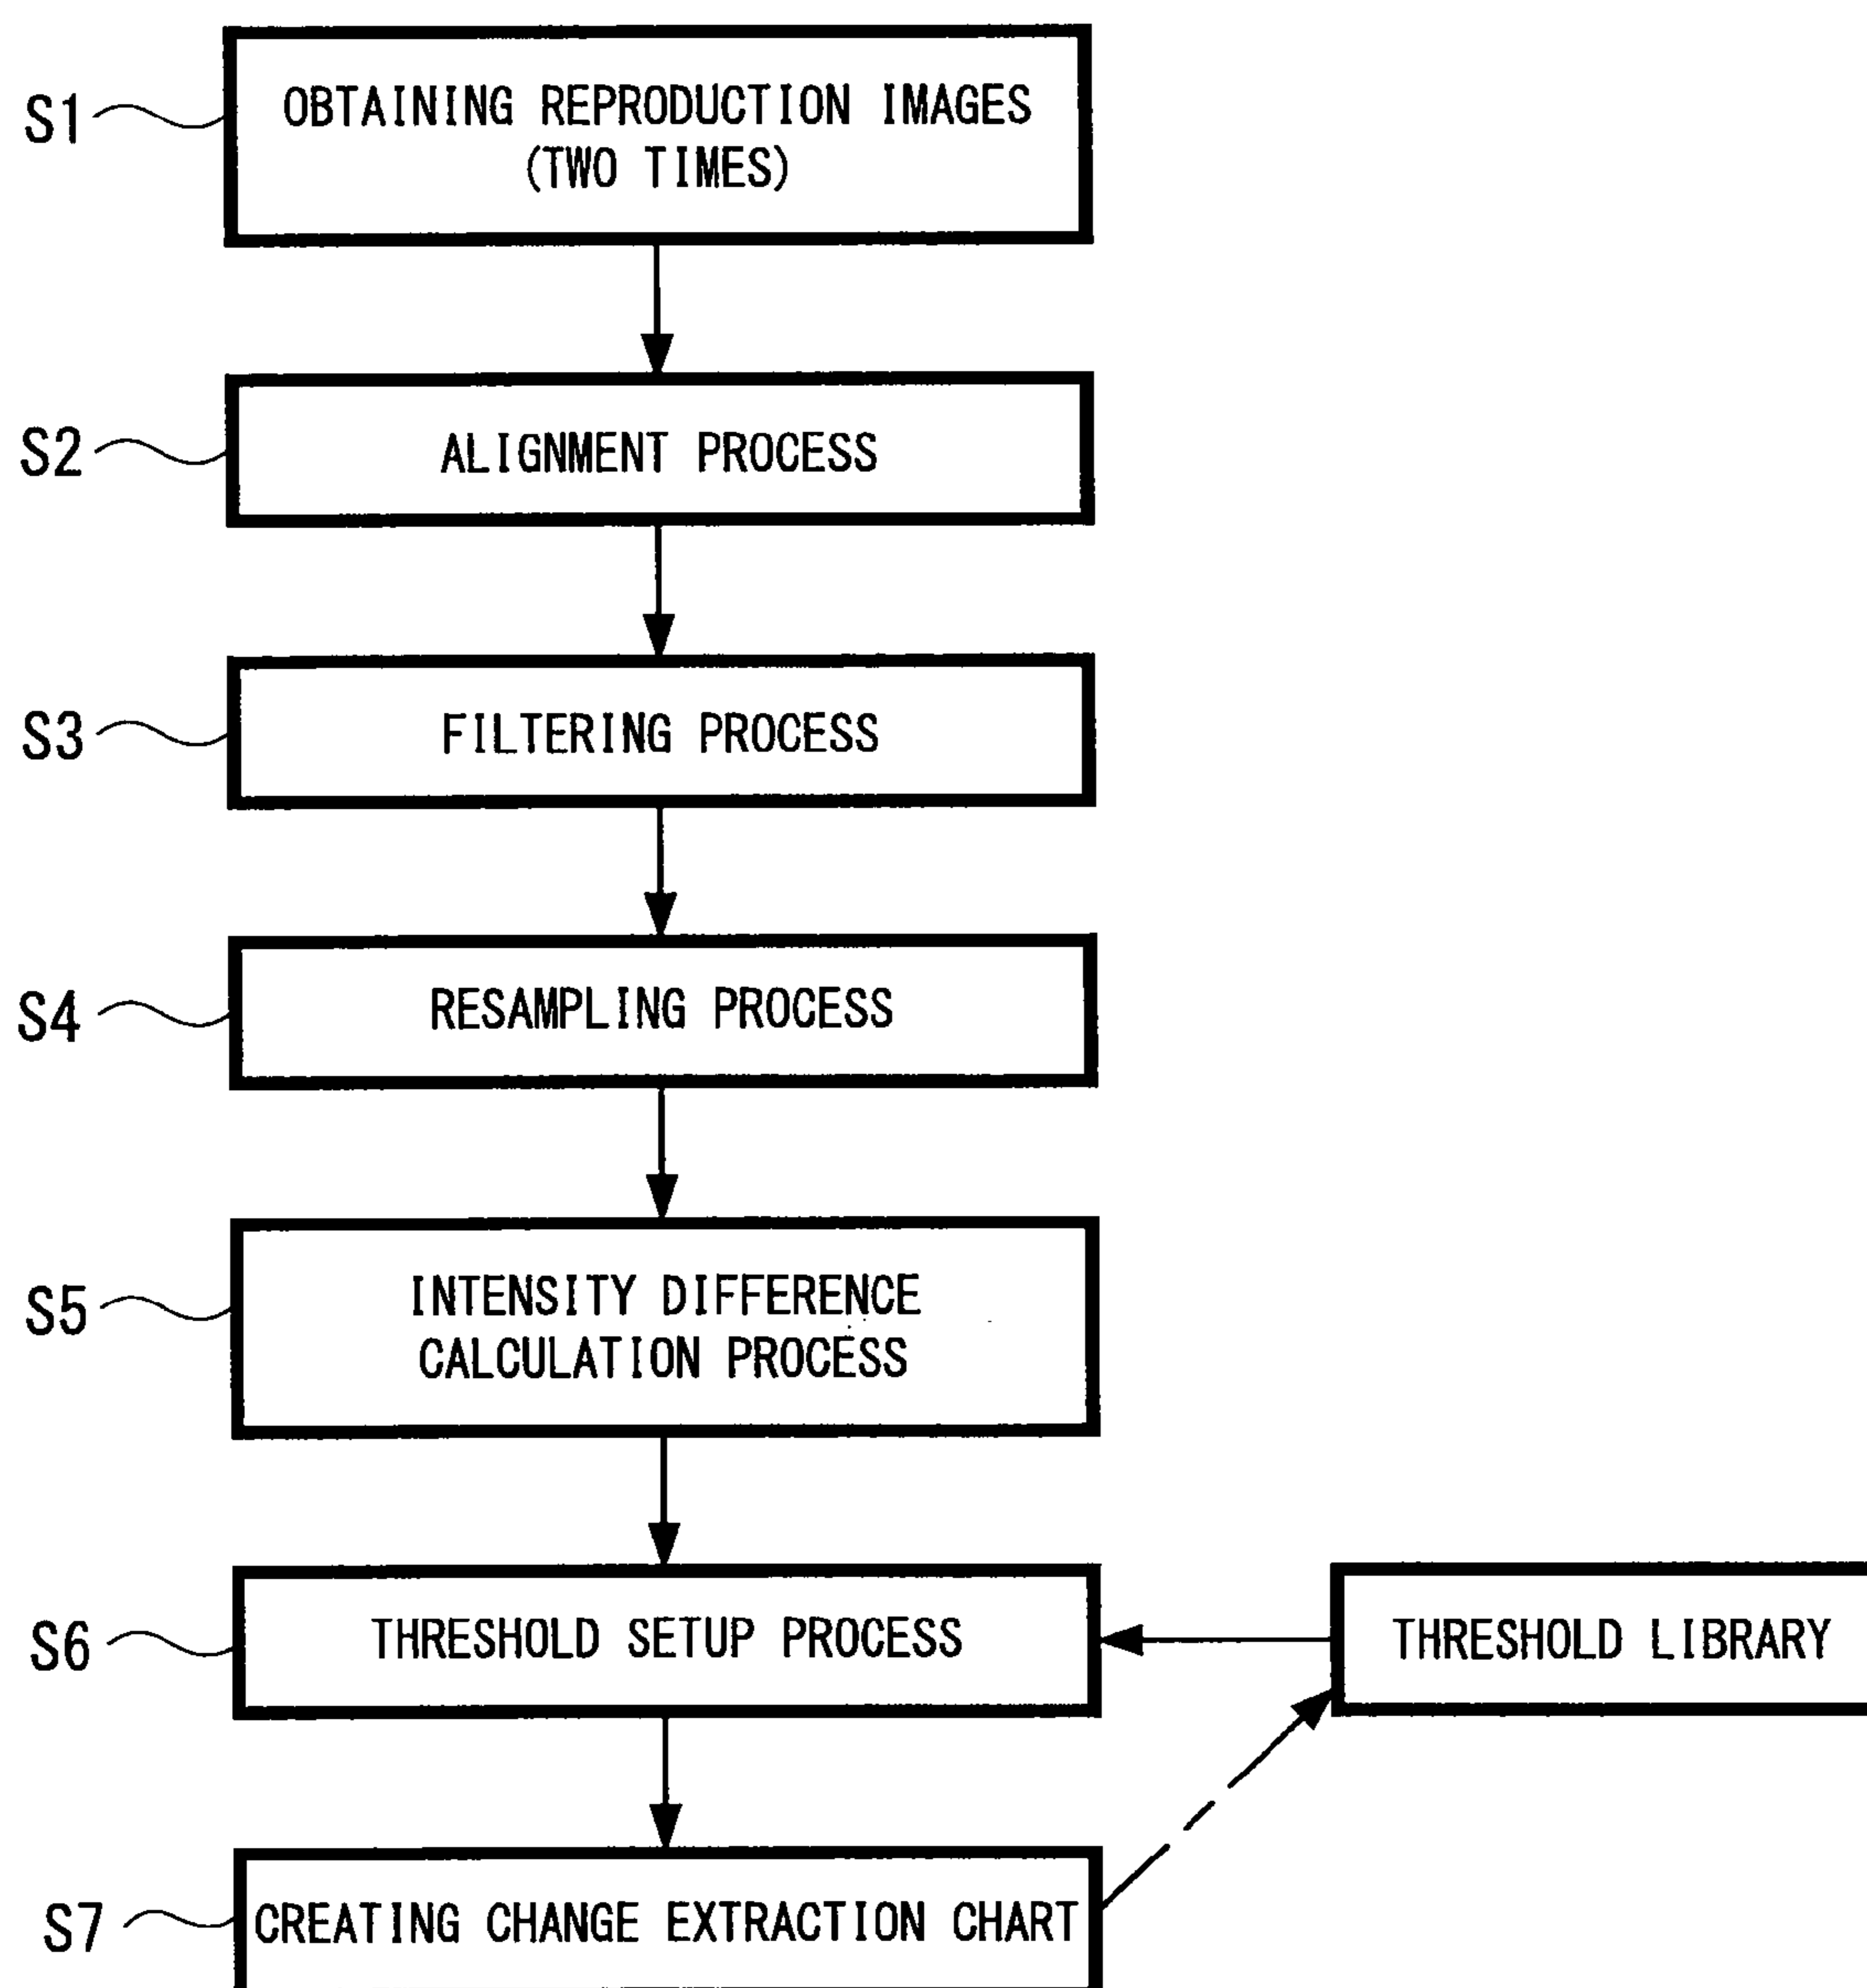 S1
OBTAINING REPRODUCTION IMAGES
(TWO TIMES)
S2
ALIGNMENT PROCESS
S3
FILTERING PROCESS
S4
RESAMPLING PROCESS
S5
INTENSITY DIFFERENCE
CALCULATION PROCESS
S6
THRESHOLD SETUP PROCESS
THRESHOLD LIBRARY
S7
CREATING CHANGE EXTRACTION CHART